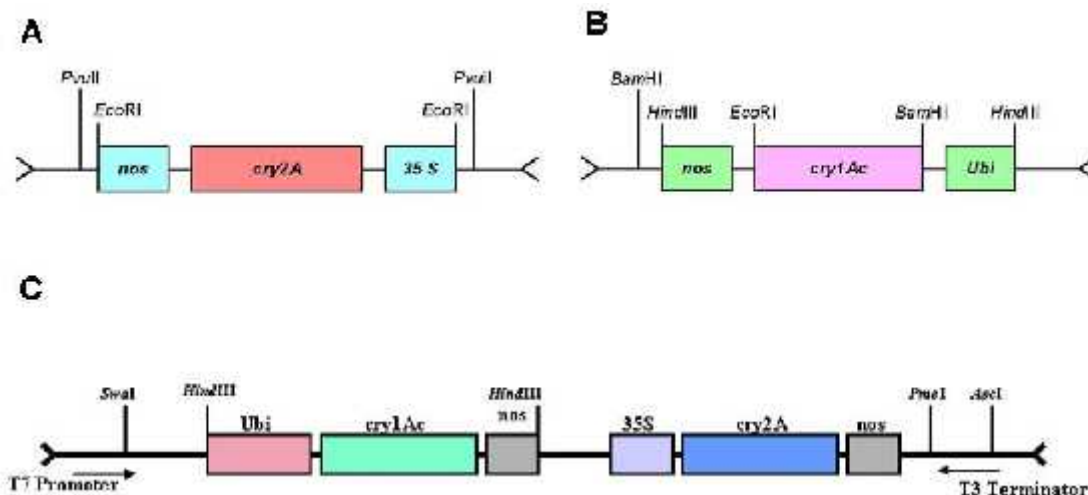 A
PvuII PvuII
EcoRI EcoRI
nos cry2A 35 S
B
BamHI
HindIII EcoRI BamHI HindIII
nos cry1Ac Ubi
C
SwaI HindIII HindIII PmeI AscI
Ubi cry1Ac nos 35S cry2A nos
T7 Promoter T3 Terminator